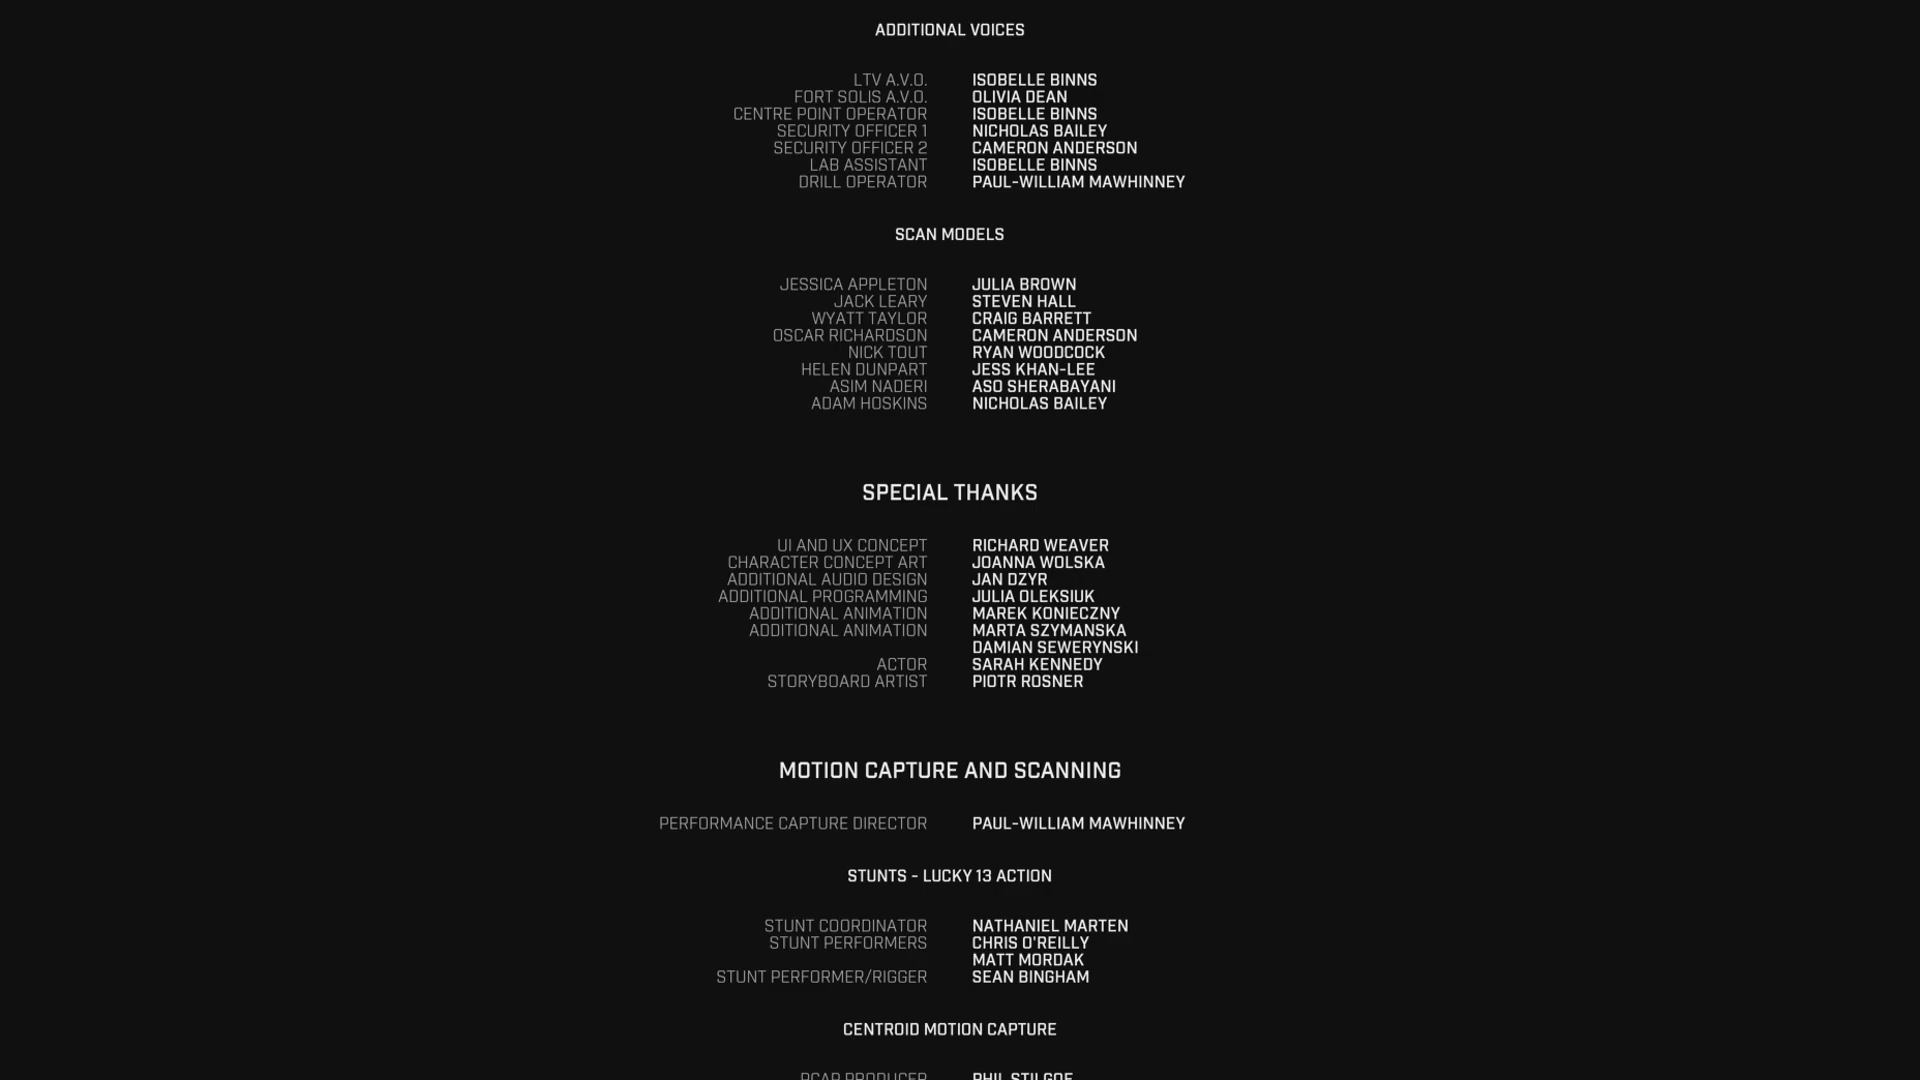 ADDITIONAL VOICES
LTV A.V.O. ISOBELLE BINNS
FORT SOLIS A.V.O. OLIVIA DEAN
CENTRE POINT OPERATOR ISOBELLE BINNS
SECURITY OFFICER 1 NICHOLAS BAILEY
SECURITY OFFICER 2 CAMERON ANDERSON
LAB ASSISTANT ISOBELLE BINNS
DRILL OPERATOR PAUL-WILLIAM MAWHINNEY
SCAN MODELS
JESSICA APPLETON JULIA BROWN
JACK LEARY STEVEN HALL
WYATT TAYLOR CRAIG BARRETT
OSCAR RICHARDSON CAMERON ANDERSON
NICK TOUT RYAN WOODCOCK
HELEN DUNPART JESS KHAN-LEE
ASIM NADERI ASO SHERABAYANI
ADAM HOSKINS NICHOLAS BAILEY
SPECIAL THANKS
UI AND UX CONCEPT RICHARD WEAVER
CHARACTER CONCEPT ART JOANNA WOLSKA
ADDITIONAL AUDIO DESIGN JAN DZYR
ADDITIONAL PROGRAMMING JULIA OLEKSIUK
ADDITIONAL ANIMATION MAREK KONIECZNY
ADDITIONAL ANIMATION MARTA SZYMANSKA
DAMIAN SEWERYNSKI
ACTOR SARAH KENNEDY
STORYBOARD ARTIST PIOTR ROSNER
MOTION CAPTURE AND SCANNING
PERFORMANCE CAPTURE DIRECTOR PAUL-WILLIAM MAWHINNEY
STUNTS - LUCKY 13 ACTION
STUNT COORDINATOR NATHANIEL MARTEN
STUNT PERFORMERS CHRIS O'REILLY
MATT MORDAK
STUNT PERFORMER/RIGGER SEAN BINGHAM
CENTROID MOTION CAPTURE
PCAP PRODUCER PHIL STILGOE